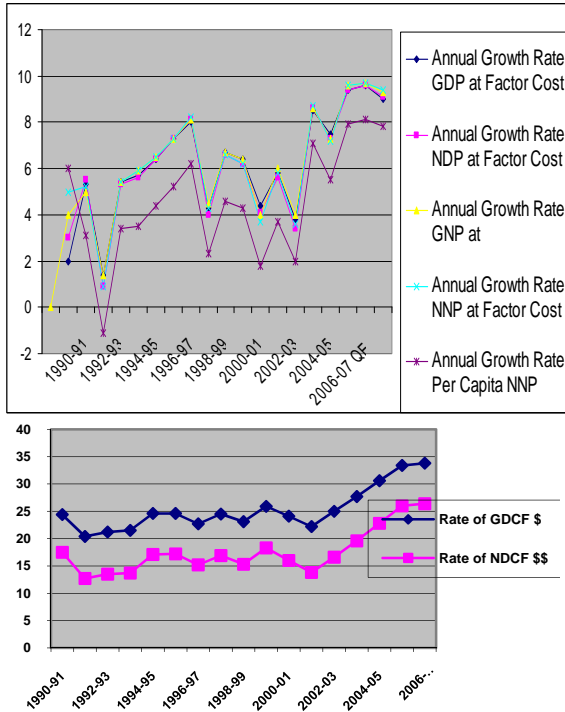 12
10
8
6
4
2
0
-2
1990-91
1992-93
1994-95
1996-97
1998-99
2000-01
2002-03
2004-05
2006-07 QF
Annual Growth Rate
GDP at Factor Cost
Annual Growth Rate
NDP at Factor Cost
Annual Growth Rate
GNP at
Annual Growth Rate
NNP at Factor Cost
Annual Growth Rate
Per Capita NNP
40
35
30
25
20
15
10
5
0
1990-91
1992-93
1994-95
1996-97
1998-99
2000-01
2002-03
2004-05
2006-...
Rate of GDCF $
Rate of NDCF $$